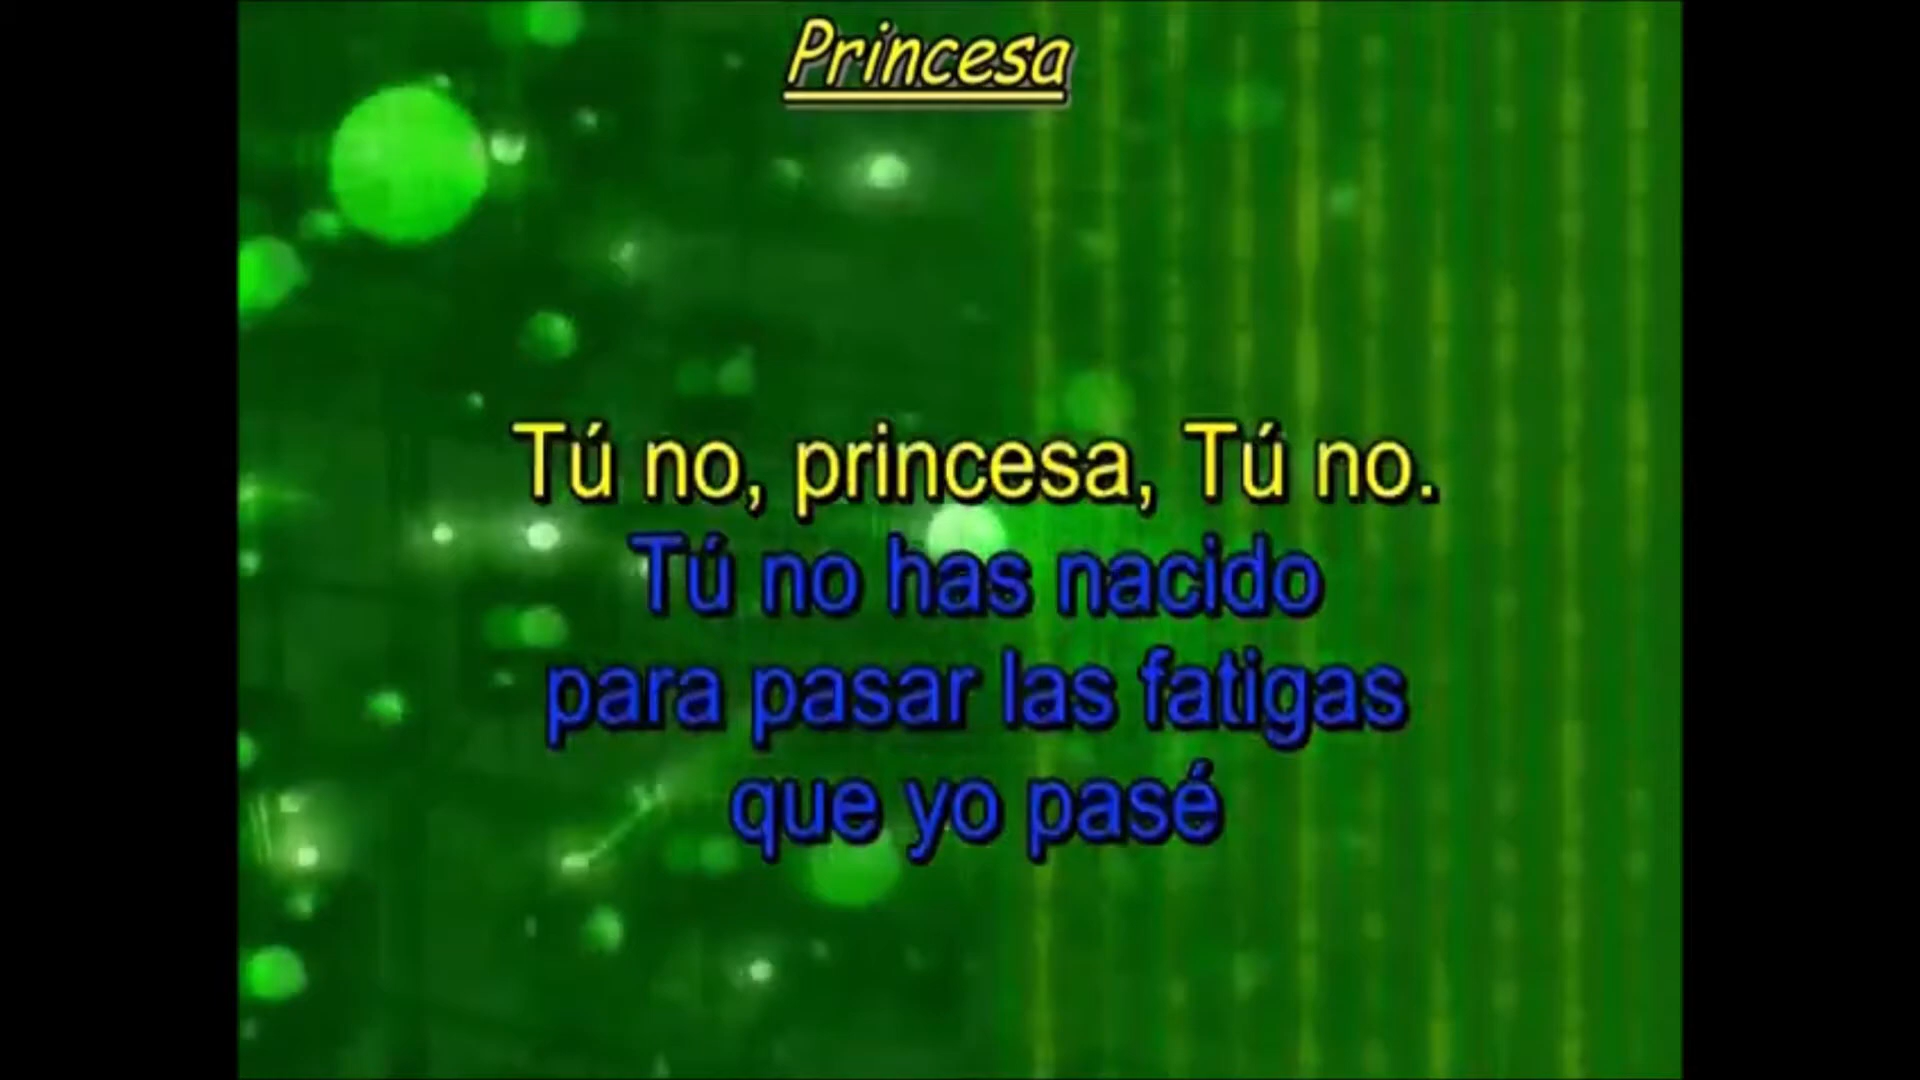 Princesa
Tú no, princesa, Tú no.
Tú no has nacido
para pasar las fatigas
que yo pasé